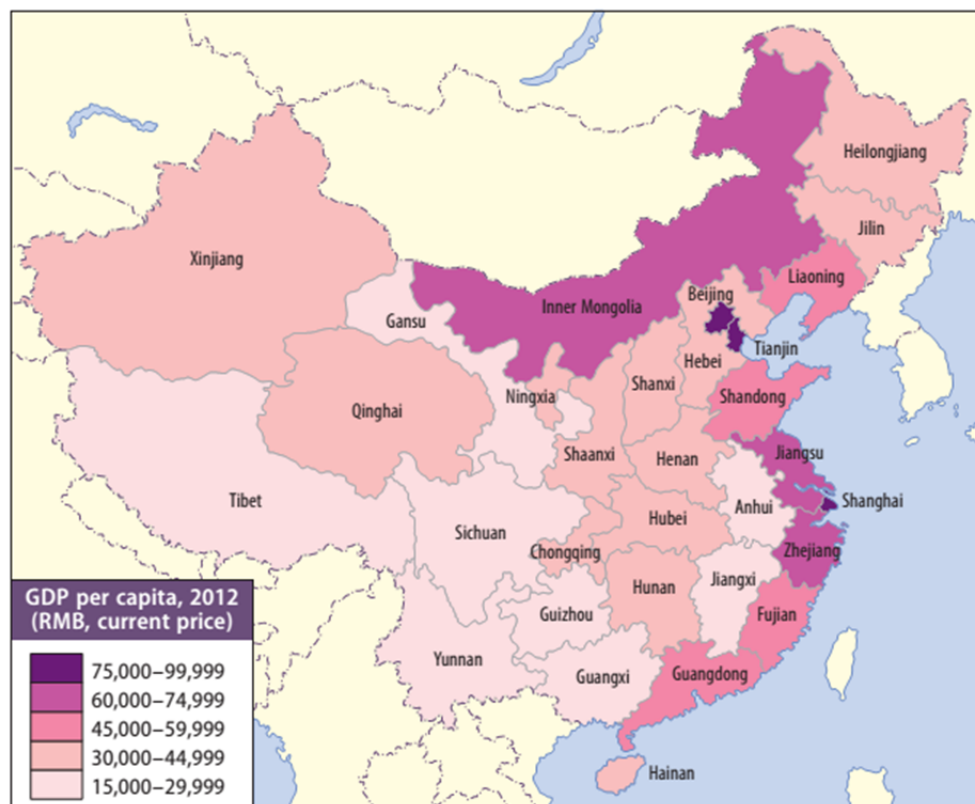 Heilongjiang
Jilin
Xinjiang
Liaoning
Beijing
Inner Mongolia
Gansu
Tianjin
Hebei
Shanxi
Ningxia
Shandong
Qinghai
Shaanxi
Henan
Jiangsu
Tibet
Shanghai
Anhui
Hubei
Sichuan
Chongqing
Zhejiang
Jiangxi
Hunan
GDP per capita, 2012
(RMB, current price)
Guizhou
Fujian
Yunnan
Guangxi
Guangdong
75,000–99,999
60,000–74,999
45,000–59,999
30,000–44,999
15,000–29,999
Hainan